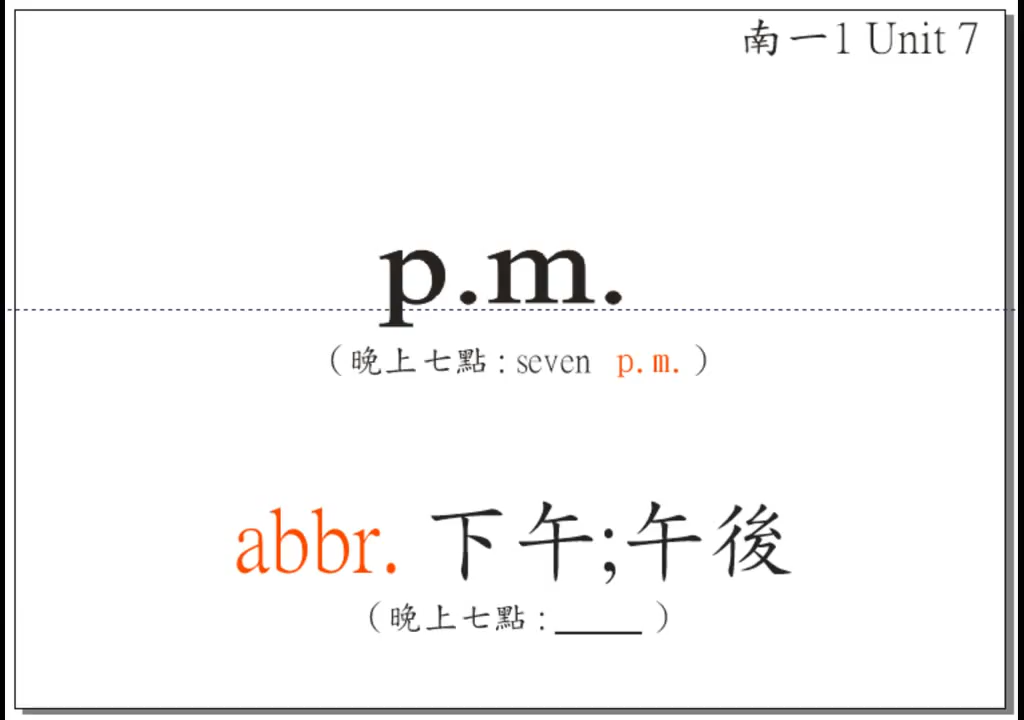 南一1 Unit 7
p.m.
（晚上七點：seven p.m.）
abbr. 下午;午後
（晚上七點：____）